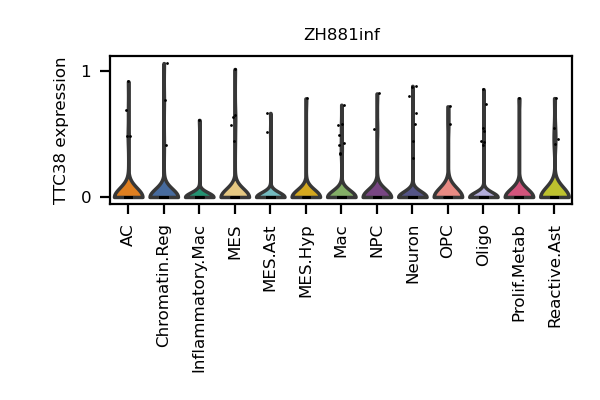 ZH881inf
TTC38 expression
1
0
AC
Chromatin.Reg
Inflammatory.Mac
MES
MES.Ast
MES.Hyp
Mac
NPC
Neuron
OPC
Oligo
Prolif.Metab
Reactive.Ast